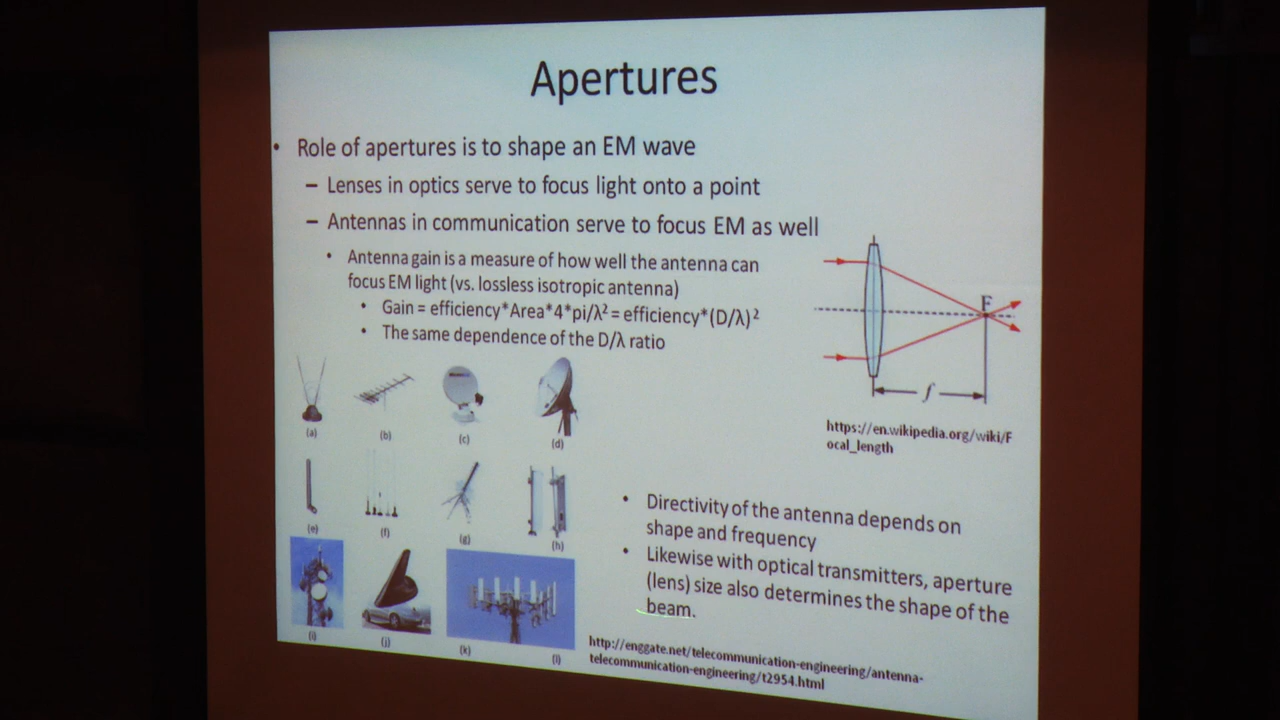 Apertures
• Role of apertures is to shape an EM wave
– Lenses in optics serve to focus light onto a point
– Antennas in communication serve to focus EM as well
• Antenna gain is a measure of how well the antenna can
focus EM light (vs. lossless isotropic antenna)
• Gain = efficiency*Area*4*pi/λ² = efficiency*(D/λ)²
• The same dependence of the D/λ ratio
F
f
https://en.wikipedia.org/wiki/F
ocal_length
(a) (b) (c) (d)
(e) (f) (g) (h)
(i) (j) (k) (l)
• Directivity of the antenna depends on
shape and frequency
• Likewise with optical transmitters, aperture
(lens) size also determines the shape of the
beam.
http://enggate.net/telecommunication-engineering/antenna-
telecommunication-engineering/t2954.html